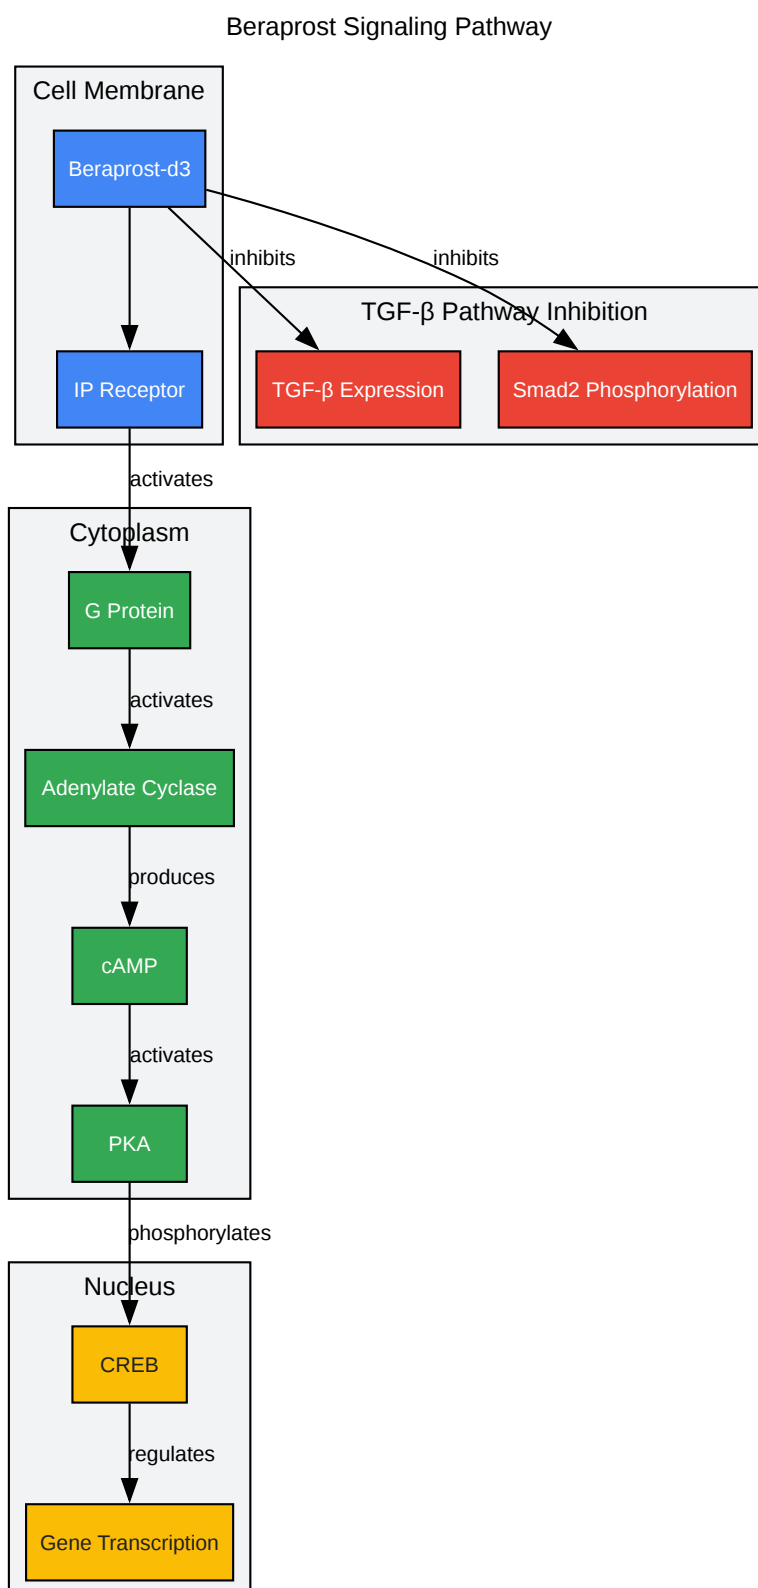 Beraprost Signaling Pathway
Cell Membrane
Beraprost-d3
inhibits
inhibits
TGF-β Pathway Inhibition
IP Receptor
TGF-β Expression
Smad2 Phosphorylation
activates
Cytoplasm
G Protein
activates
Adenylate Cyclase
produces
cAMP
activates
PKA
phosphorylates
Nucleus
CREB
regulates
Gene Transcription